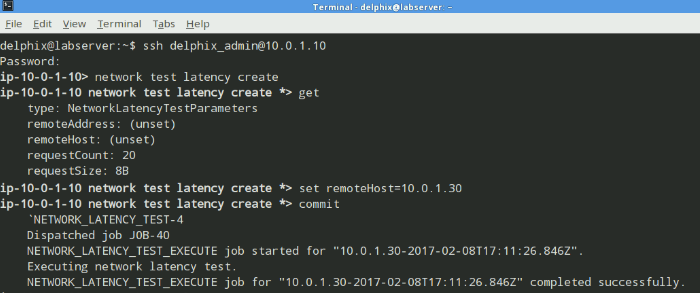 Terminal - delphix@labserver: ~
File Edit View Terminal Tabs Help
delphix@labserver:~$ ssh delphix_admin@10.0.1.10
Password:
ip-10-0-1-10> network test latency create
ip-10-0-1-10 network test latency create *> get
    type: NetworkLatencyTestParameters
    remoteAddress: (unset)
    remoteHost: (unset)
    requestCount: 20
    requestSize: 8B
ip-10-0-1-10 network test latency create *> set remoteHost=10.0.1.30
ip-10-0-1-10 network test latency create *> commit
    `NETWORK_LATENCY_TEST-4
    Dispatched job JOB-40
    NETWORK_LATENCY_TEST_EXECUTE job started for "10.0.1.30-2017-02-08T17:11:26.846Z".
    Executing network latency test.
    NETWORK_LATENCY_TEST_EXECUTE job for "10.0.1.30-2017-02-08T17:11:26.846Z" completed successfully.